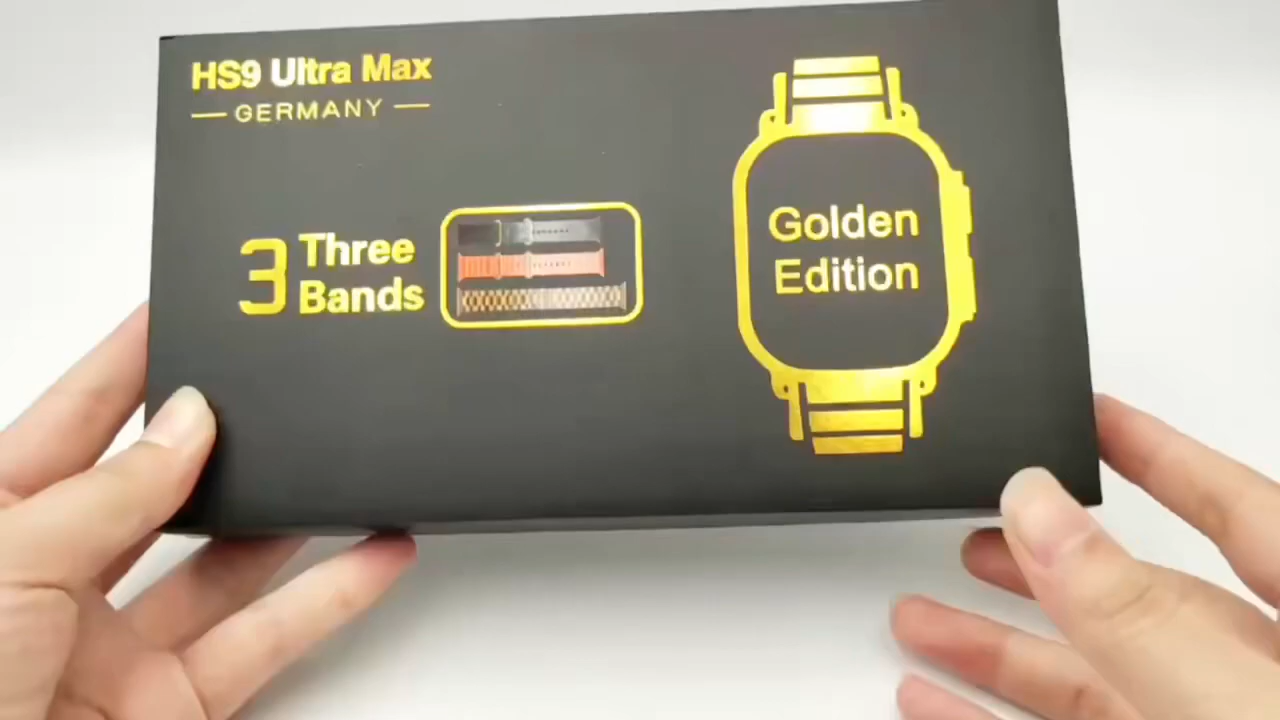 HS9 Ultra Max
GERMANY
3 Three
Bands
Golden
Edition